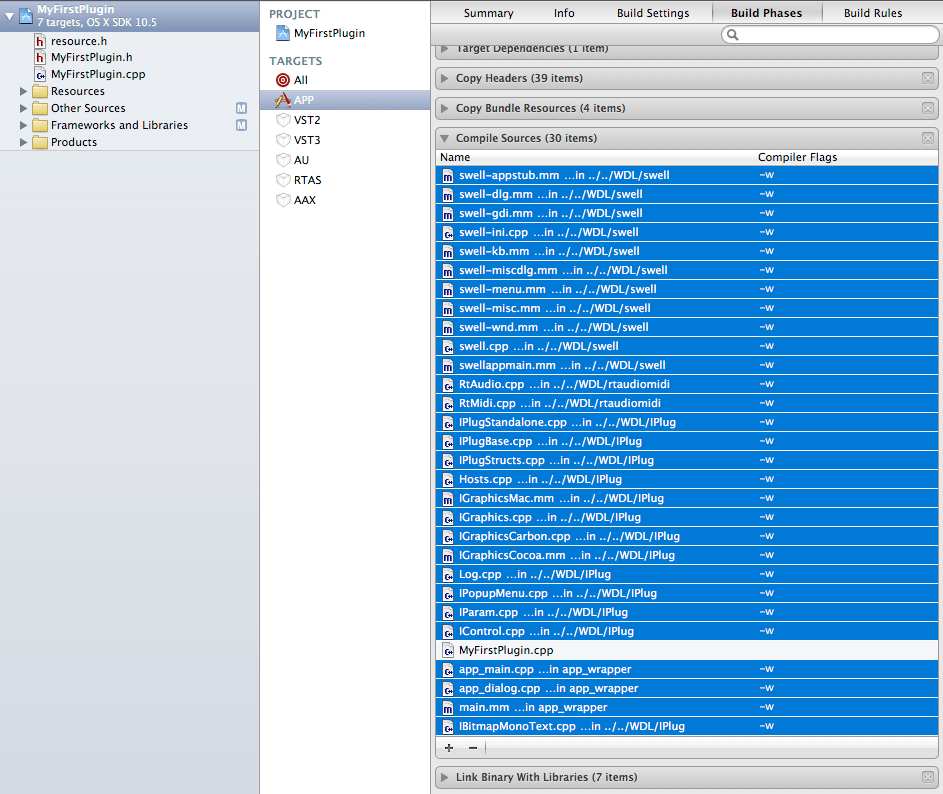 MyFirstPlugin
7 targets, OS X SDK 10.5
resource.h
MyFirstPlugin.h
MyFirstPlugin.cpp
Resources
Other Sources M
Frameworks and Libraries M
Products
PROJECT
MyFirstPlugin
TARGETS
All
APP
VST2
VST3
AU
RTAS
AAX
Summary Info Build Settings Build Phases Build Rules
Target Dependencies (1 item)
Copy Headers (39 items)
Copy Bundle Resources (4 items)
Compile Sources (30 items)
Name Compiler Flags
swell-appstub.mm ...in ../../WDL/swell -w
swell-dlg.mm ...in ../../WDL/swell -w
swell-gdi.mm ...in ../../WDL/swell -w
swell-ini.cpp ...in ../../WDL/swell -w
swell-kb.mm ...in ../../WDL/swell -w
swell-miscdlg.mm ...in ../../WDL/swell -w
swell-menu.mm ...in ../../WDL/swell -w
swell-misc.mm ...in ../../WDL/swell -w
swell-wnd.mm ...in ../../WDL/swell -w
swell.cpp ...in ../../WDL/swell -w
swellappmain.mm ...in ../../WDL/swell -w
RtAudio.cpp ...in ../../WDL/rtaudiomidi -w
RtMidi.cpp ...in ../../WDL/rtaudiomidi -w
IPlugStandalone.cpp ...in ../../WDL/IPlug -w
IPlugBase.cpp ...in ../../WDL/IPlug -w
IPlugStructs.cpp ...in ../../WDL/IPlug -w
Hosts.cpp ...in ../../WDL/IPlug -w
IGraphicsMac.mm ...in ../../WDL/IPlug -w
IGraphics.cpp ...in ../../WDL/IPlug -w
IGraphicsCarbon.cpp ...in ../../WDL/IPlug -w
IGraphicsCocoa.mm ...in ../../WDL/IPlug -w
Log.cpp ...in ../../WDL/IPlug -w
IPopupMenu.cpp ...in ../../WDL/IPlug -w
IParam.cpp ...in ../../WDL/IPlug -w
IControl.cpp ...in ../../WDL/IPlug -w
MyFirstPlugin.cpp
app_main.cpp ...in app_wrapper -w
app_dialog.cpp ...in app_wrapper -w
main.mm ...in app_wrapper -w
IBitmapMonoText.cpp ...in ../../WDL/IPlug -w
+ −
Link Binary With Libraries (7 items)